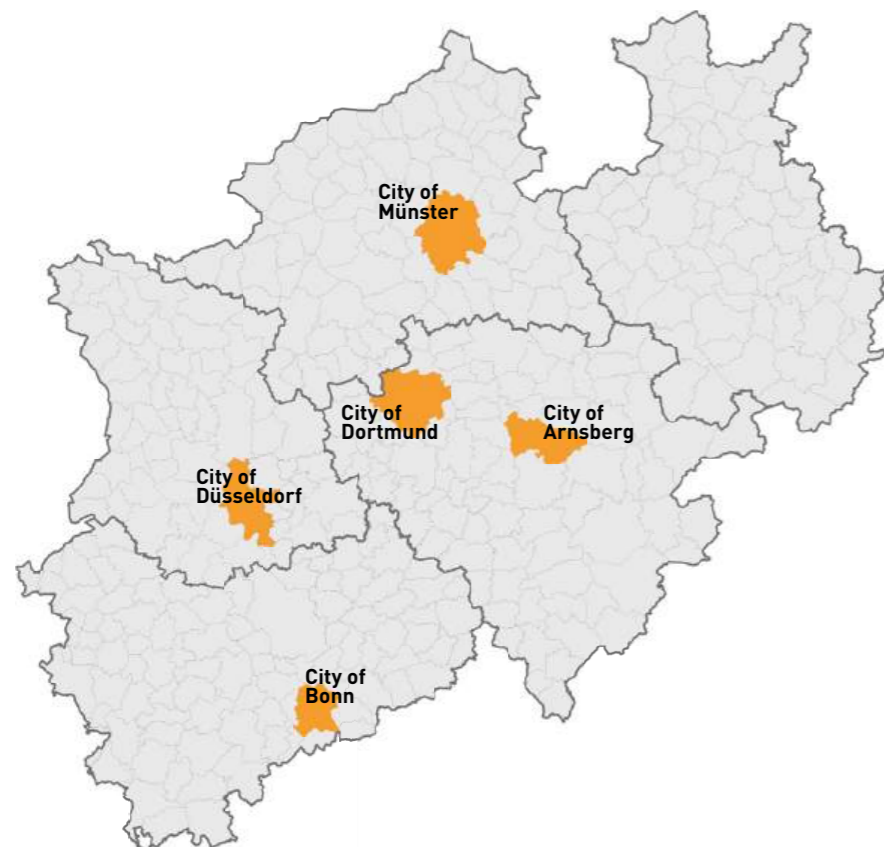 City of
Münster
City of
Dortmund
City of
Arnsberg
City of
Düsseldorf
City of
Bonn